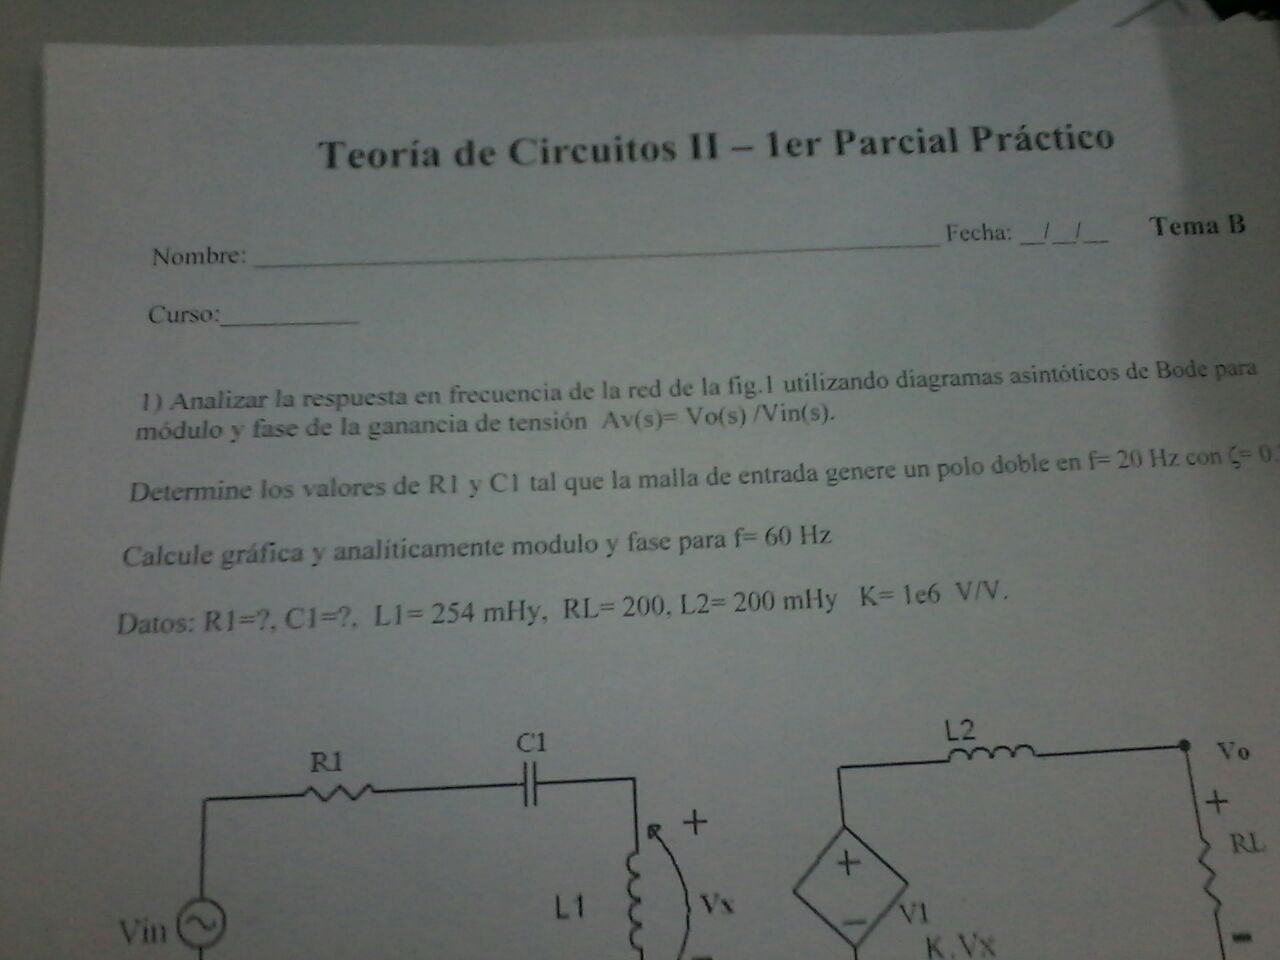 Teoría de Circuitos II – 1er Parcial Práctico
Nombre: ____________________ Fecha: __/__/__ Tema B
Curso:__________
1) Analizar la respuesta en frecuencia de la red de la fig.1 utilizando diagramas asintóticos de Bode para
módulo y fase de la ganancia de tensión Av(s)= Vo(s) /Vin(s).
Determine los valores de R1 y C1 tal que la malla de entrada genere un polo doble en f= 20 Hz con ζ= 0.
Calcule gráfica y analíticamente modulo y fase para f= 60 Hz
Datos: R1=?, C1=?, L1= 254 mHy, RL= 200, L2= 200 mHy K= 1e6 V/V.
R1
C1
L2
Vo
+
+
RL
+
Vin
L1
Vx
V1
K.Vx
–
–
–